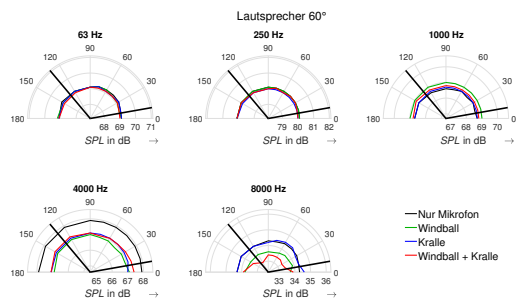 Lautsprecher 60°
63 Hz
90
120 60
150 30
180 0
68 69 70 71
SPL in dB →
250 Hz
90
120 60
150 30
180 0
79 80 81 82
SPL in dB →
1000 Hz
90
120 60
150 30
180 0
67 68 69 70
SPL in dB →
4000 Hz
90
120 60
150 30
180 0
65 66 67 68
SPL in dB →
8000 Hz
90
120 60
150 30
180 0
33 34 35 36
SPL in dB →
Nur Mikrofon
Windball
Kralle
Windball + Kralle